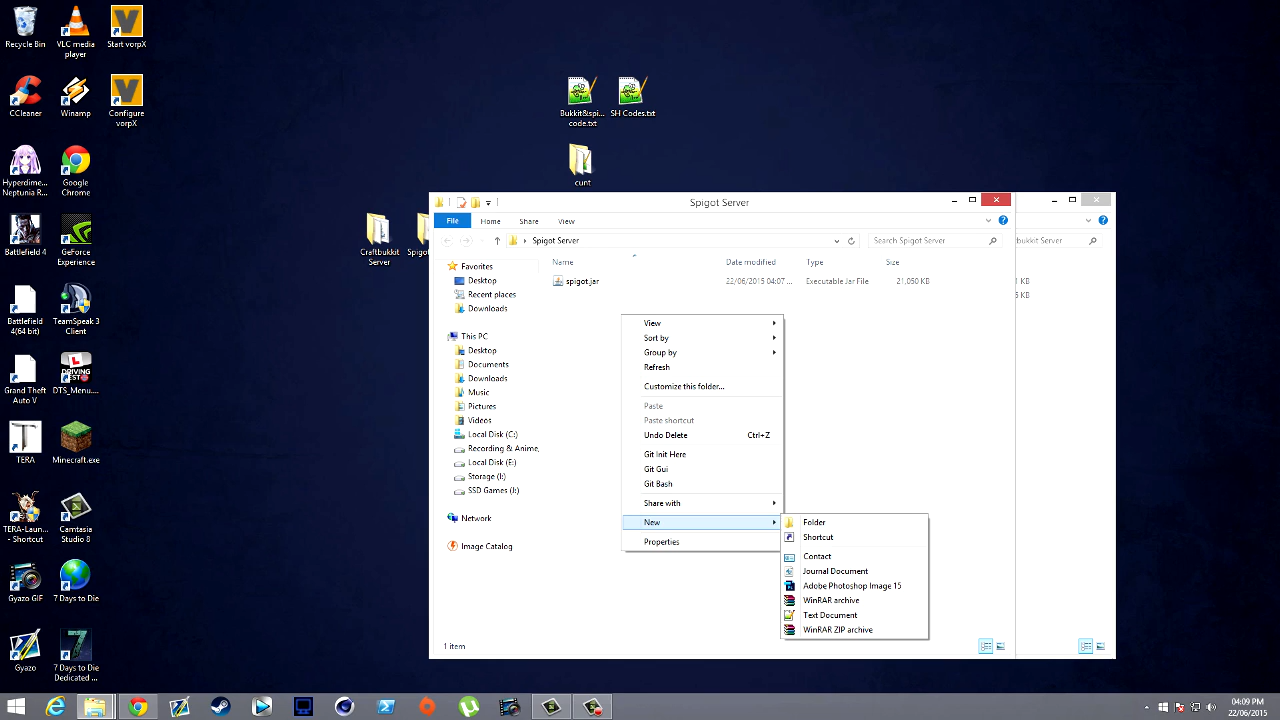 Recycle Bin
VLC media
player
Start vorpX
CCleaner
Winamp
Configure
vorpX
Hyperdime...
Neptunia R...
Google
Chrome
Battlefield 4
GeForce
Experience
Battlefield
4(64 bit)
TeamSpeak 3
Client
Grand Theft
Auto V
DRIVING
DTS_Menu....
TERA
Minecraft.exe
TERA-Laun...
- Shortcut
Camtasia
Studio 8
Gyazo GIF
7 Days to Die
Gyazo
7 Days to Die
Dedicated ...
Bukkit&spi...
code.txt
SH Codes.txt
cunt
Craftbukkit
Server
Spigot Server
File
Home
Share
View
Spigot Server
Search Spigot Server
bukkit Server
Name
Date modified
Type
Size
spigot.jar
22/06/2015 04:07 ...
Executable Jar File
21,050 KB
KB
KB
Favorites
Desktop
Recent places
Downloads
This PC
Desktop
Documents
Downloads
Music
Pictures
Videos
Local Disk (C:)
Recording & Anime,
Local Disk (E:)
Storage (I:)
SSD Games (J:)
Network
Image Catalog
View
Sort by
Group by
Refresh
Customize this folder...
Paste
Paste shortcut
Undo Delete
Ctrl+Z
Git Init Here
Git Gui
Git Bash
Share with
New
Properties
Folder
Shortcut
Contact
Journal Document
Adobe Photoshop Image 15
WinRAR archive
Text Document
WinRAR ZIP archive
1 item
04:09 PM
22/06/2015